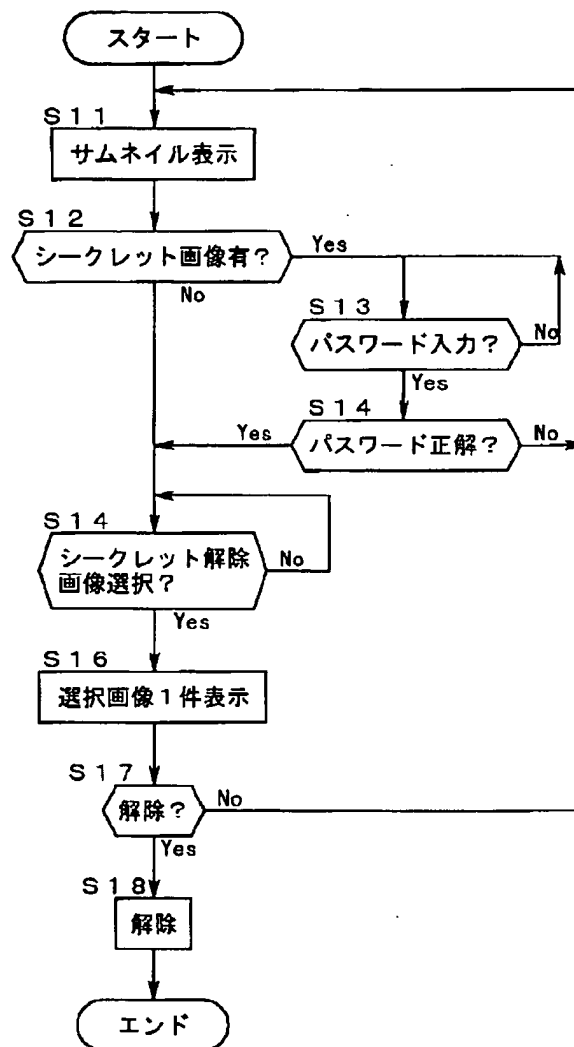 スタート
S11
サムネイル表示
S12
シークレット画像有?
Yes
No
S13
パスワード入力?
No
Yes
S14
パスワード正解?
Yes
No
S14
シークレット解除
画像選択?
No
Yes
S16
選択画像1件表示
S17
解除?
No
Yes
S18
解除
エンド